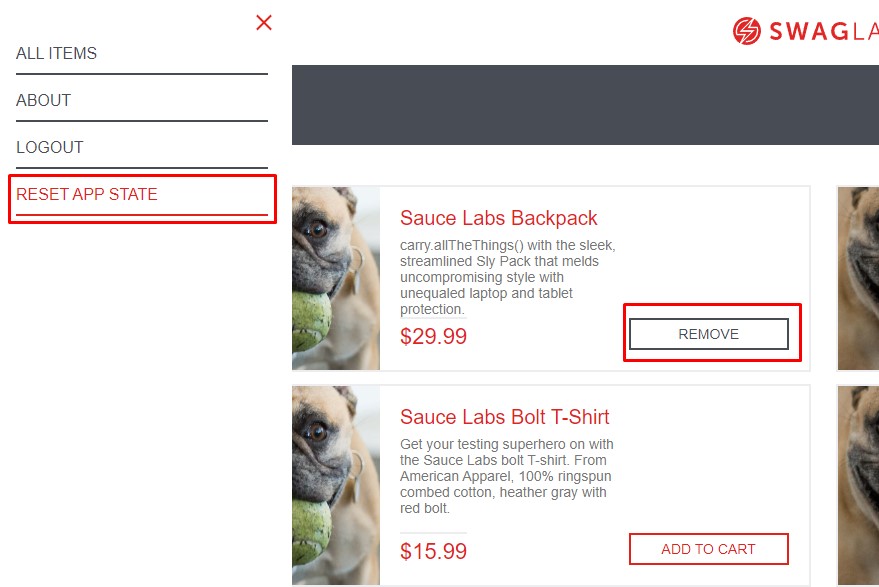 ALL ITEMS
ABOUT
LOGOUT
RESET APP STATE
SWAGLA
Sauce Labs Backpack
carry.allTheThings() with the sleek,
streamlined Sly Pack that melds
uncompromising style with
unequaled laptop and tablet
protection.
$29.99
REMOVE
Sauce Labs Bolt T-Shirt
Get your testing superhero on with
the Sauce Labs bolt T-shirt. From
American Apparel, 100% ringspun
combed cotton, heather gray with
red bolt.
$15.99
ADD TO CART